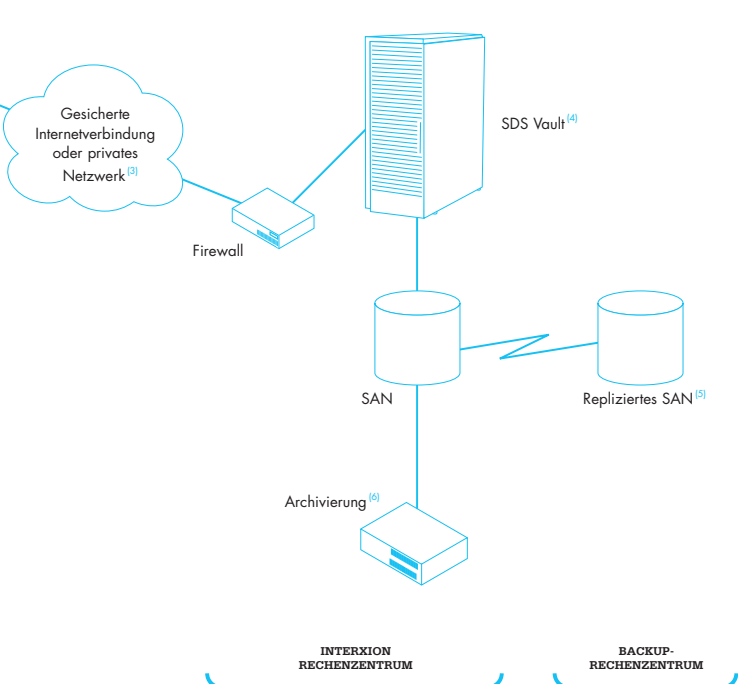 Gesicherte
Internetverbindung
oder privates
Netzwerk (3)
SDS Vault (4)
Firewall
SAN
Repliziertes SAN (5)
Archivierung (6)
INTERXION
RECHENZENTRUM
BACKUP-
RECHENZENTRUM